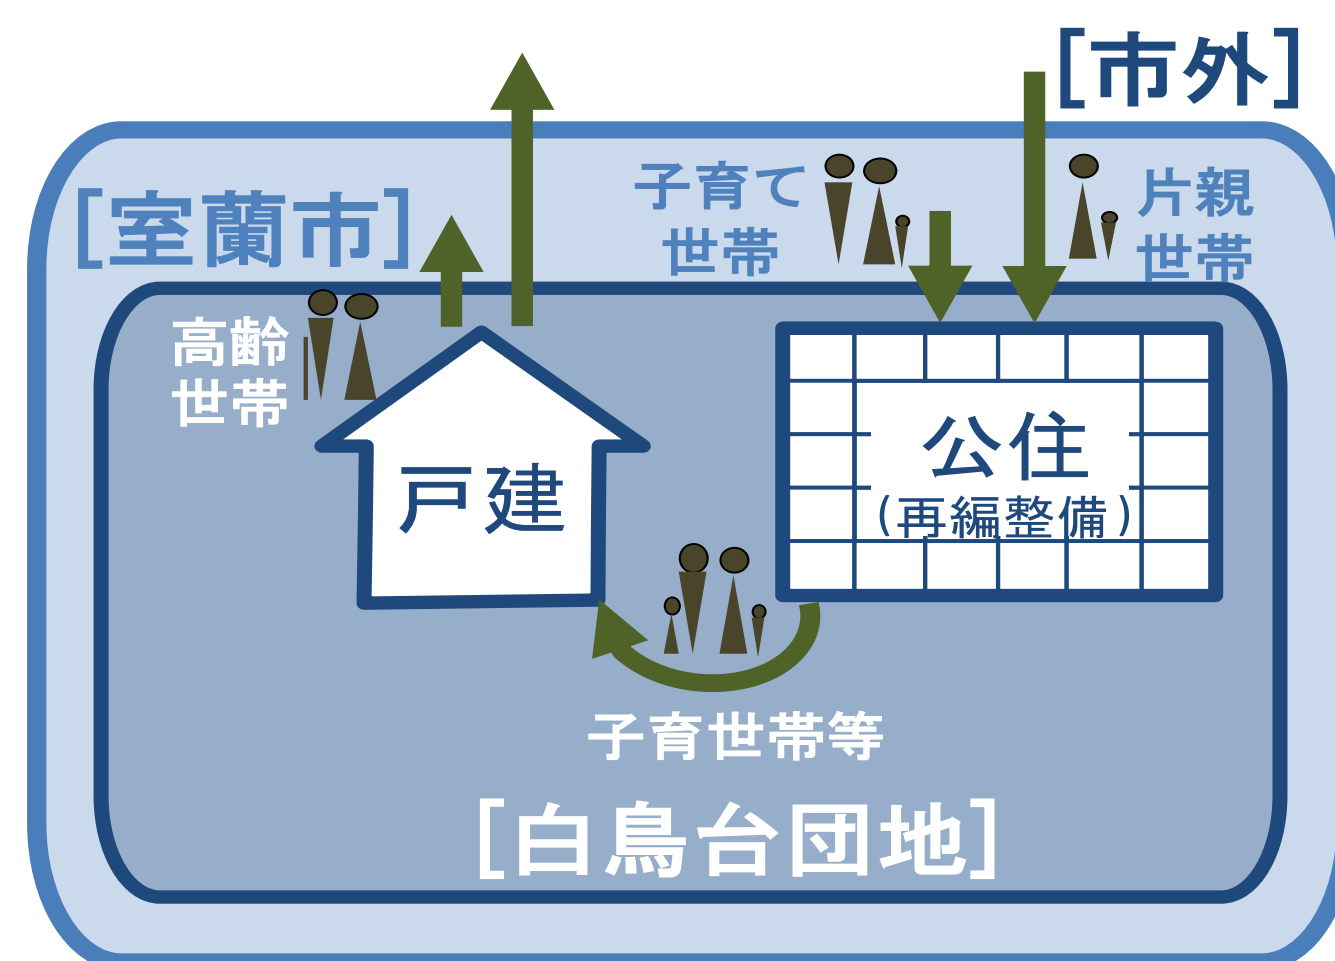 [市外]
[室蘭市]
子育て
世帯
片親
世帯
高齢
世帯
戸建
公住
(再編整備)
子育世帯等
[白鳥台団地]